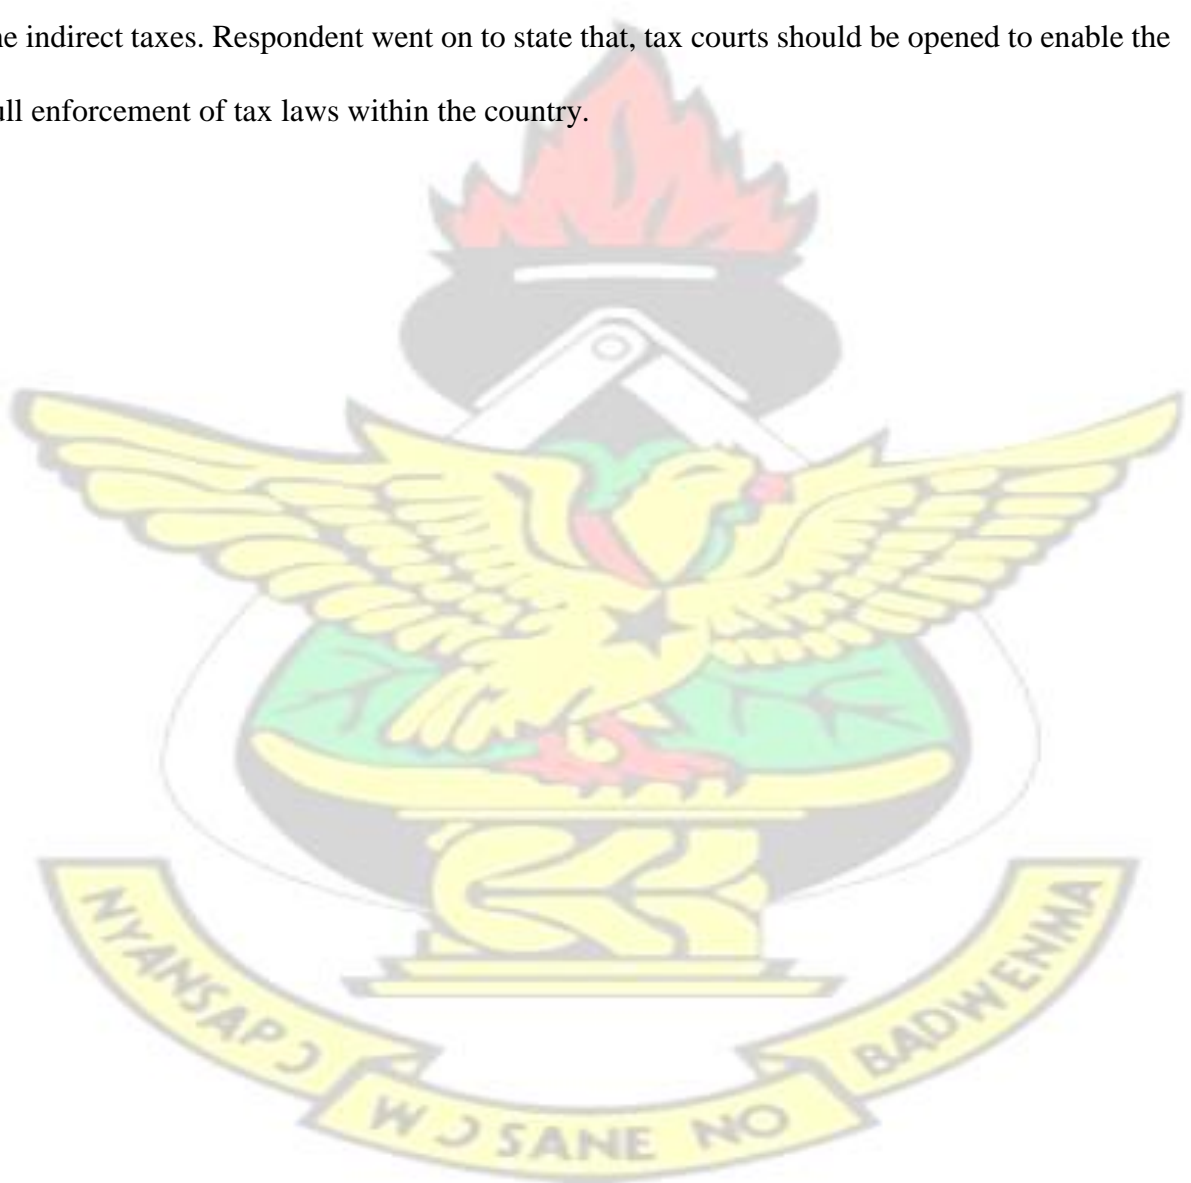 he indirect taxes. Respondent went on to state that, tax courts should be opened to enable the
ull enforcement of tax laws within the country.
NYANSAPƆ
WƆSANE NO
BADWENMA